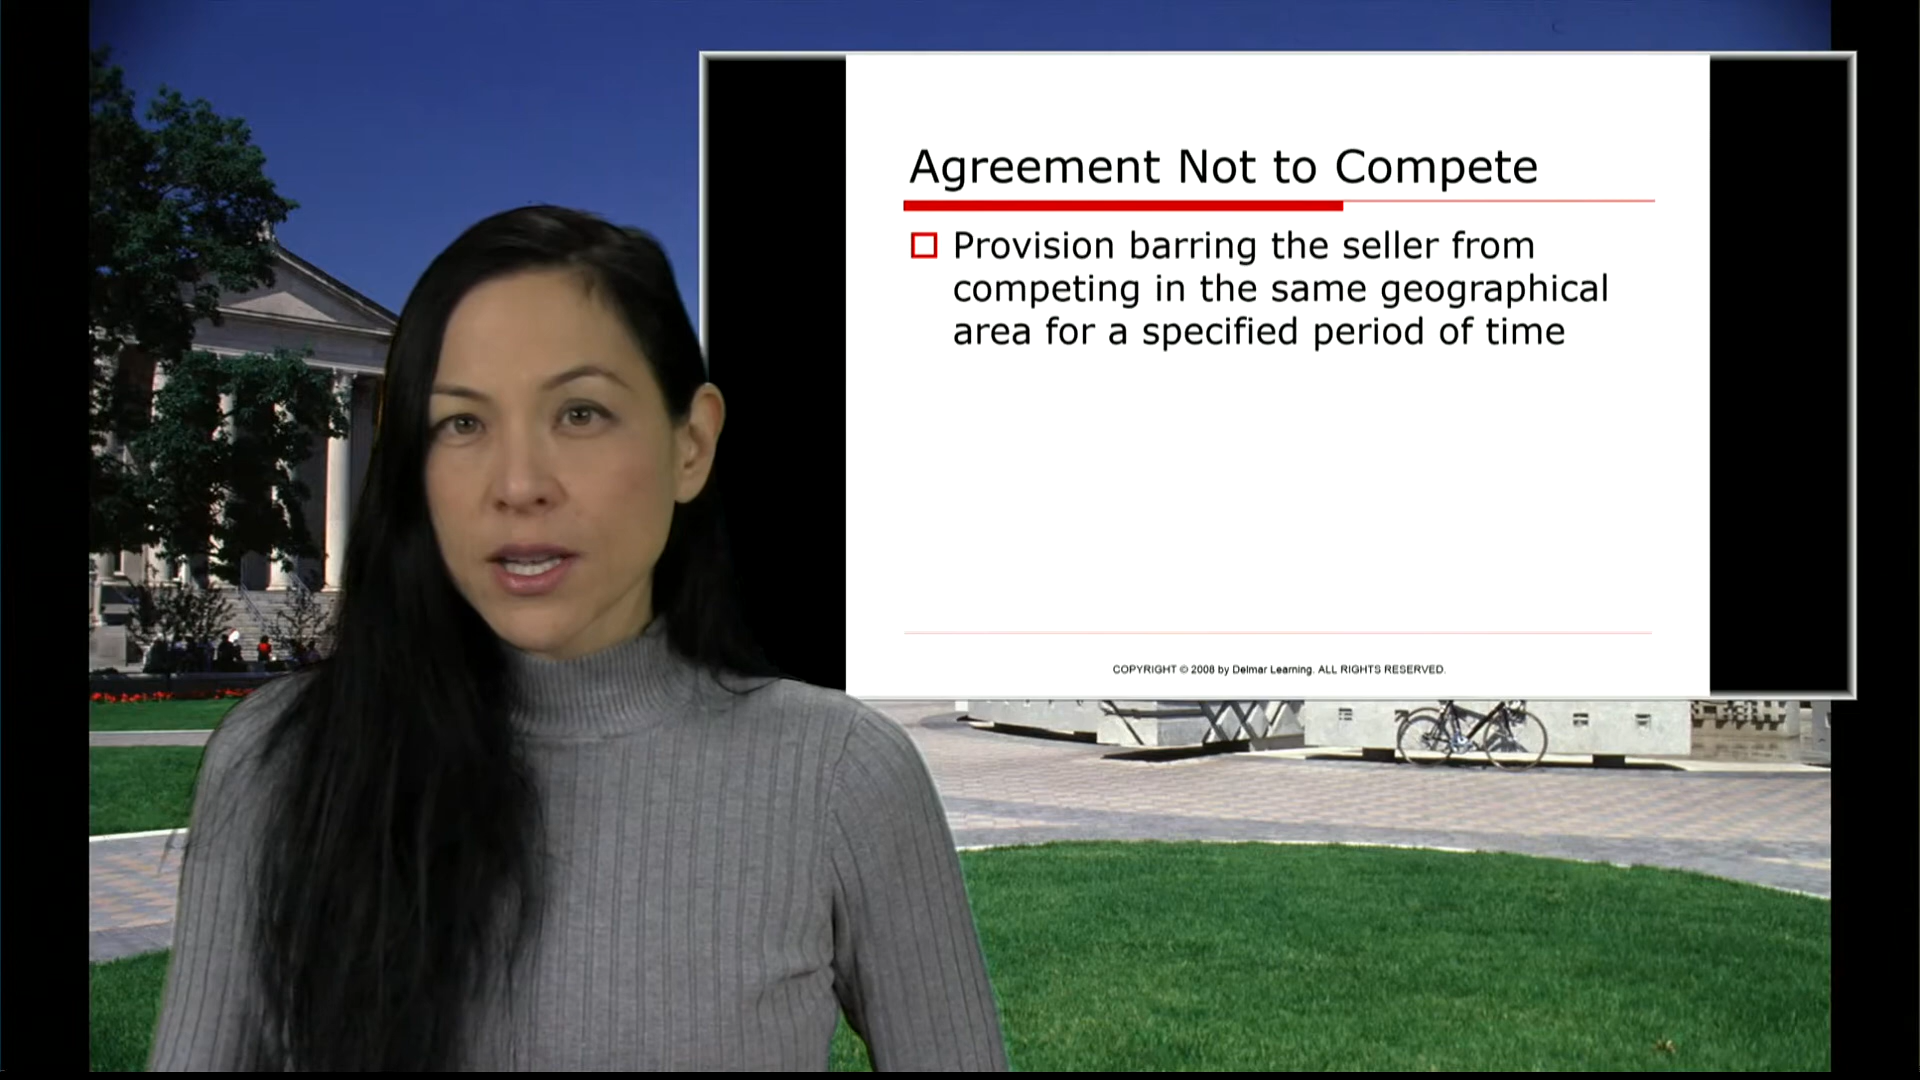 Agreement Not to Compete
Provision barring the seller from
competing in the same geographical
area for a specified period of time
COPYRIGHT © 2008 by Delmar Learning. ALL RIGHTS RESERVED.